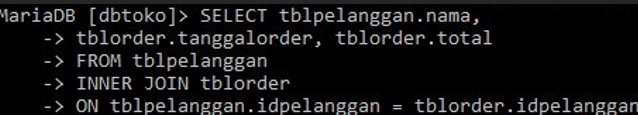 MariaDB [dbtoko]> SELECT tblpelanggan.nama,
-> tblorder.tanggalorder, tblorder.total
-> FROM tblpelanggan
-> INNER JOIN tblorder
-> ON tblpelanggan.idpelanggan = tblorder.idpelanggan